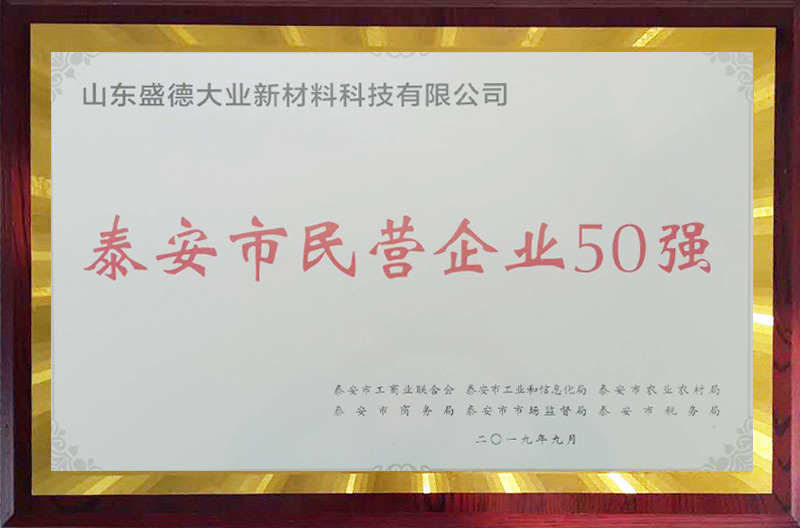 山东盛德大业新材料科技有限公司
泰安市民营企业50强
泰安市工商业联合会 泰安市工业和信息化局 泰安市农业农村局
泰安市商务局 泰安市市场监督局 泰安市税务局
二〇一九年九月